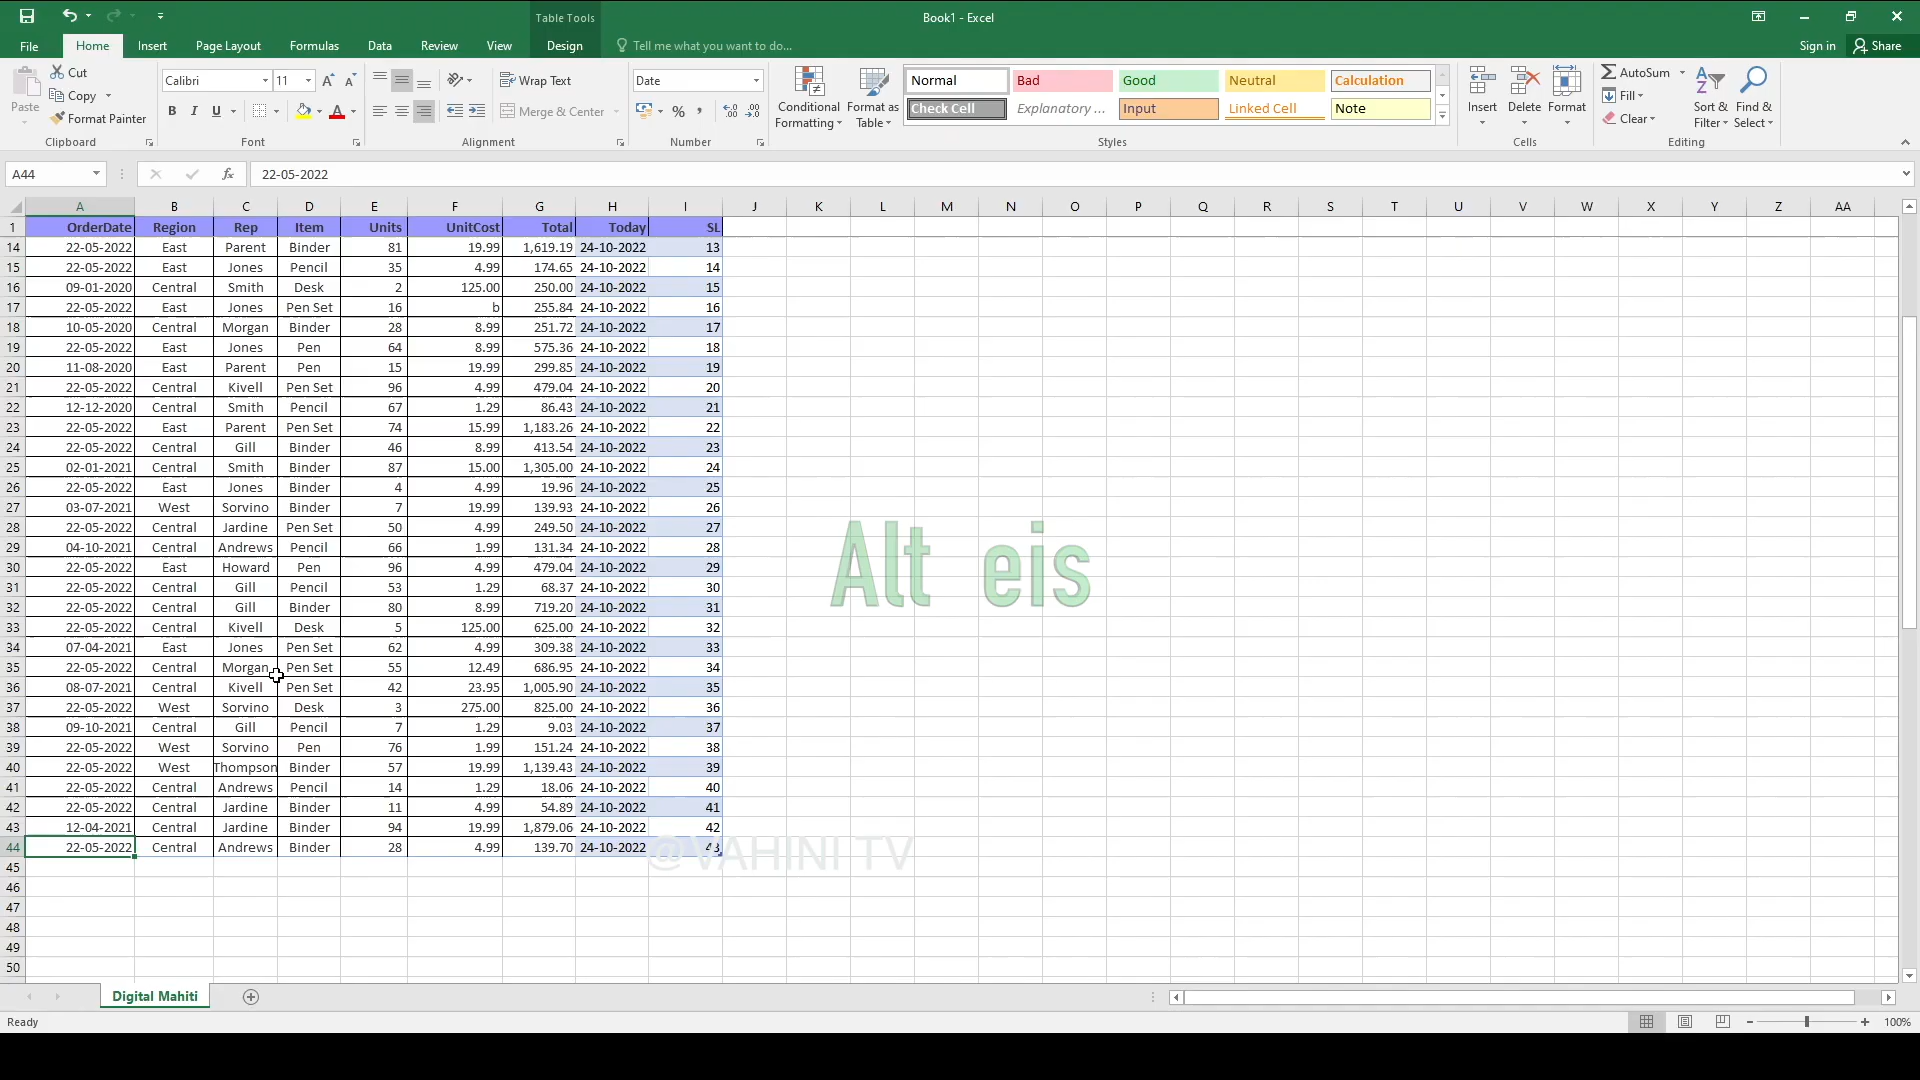 Table Tools
Book1 - Excel
File Home Insert Page Layout Formulas Data Review View Design Tell me what you want to do... Sign in Share
Paste Cut Copy Format Painter Clipboard
Calibri 11 B I U Font
Wrap Text Merge & Center Alignment
Date % , Number
Conditional Formatting Format as Table
Normal Bad Good Neutral Calculation
Check Cell Explanatory ... Input Linked Cell Note
Styles
Insert Delete Format Cells
AutoSum Fill Clear Sort & Filter Find & Select Editing
A44 fx 22-05-2022
A B C D E F G H I J K L M N O P Q R S T U V W X Y Z AA
1 OrderDate Region Rep Item Units UnitCost Total Today SL
14 22-05-2022 East Parent Binder 81 19.99 1,619.19 24-10-2022 13
15 22-05-2022 East Jones Pencil 35 4.99 174.65 24-10-2022 14
16 09-01-2020 Central Smith Desk 2 125.00 250.00 24-10-2022 15
17 22-05-2022 East Jones Pen Set 16 b 255.84 24-10-2022 16
18 10-05-2020 Central Morgan Binder 28 8.99 251.72 24-10-2022 17
19 22-05-2022 East Jones Pen 64 8.99 575.36 24-10-2022 18
20 11-08-2020 East Parent Pen 15 19.99 299.85 24-10-2022 19
21 22-05-2022 Central Kivell Pen Set 96 4.99 479.04 24-10-2022 20
22 12-12-2020 Central Smith Pencil 67 1.29 86.43 24-10-2022 21
23 22-05-2022 East Parent Pen Set 74 15.99 1,183.26 24-10-2022 22
24 22-05-2022 Central Gill Binder 46 8.99 413.54 24-10-2022 23
25 02-01-2021 Central Smith Binder 87 15.00 1,305.00 24-10-2022 24
26 22-05-2022 East Jones Binder 4 4.99 19.96 24-10-2022 25
27 03-07-2021 West Sorvino Binder 7 19.99 139.93 24-10-2022 26
28 22-05-2022 Central Jardine Pen Set 50 4.99 249.50 24-10-2022 27
29 04-10-2021 Central Andrews Pencil 66 1.99 131.34 24-10-2022 28
30 22-05-2022 East Howard Pen 96 4.99 479.04 24-10-2022 29
31 22-05-2022 Central Gill Pencil 53 1.29 68.37 24-10-2022 30
32 22-05-2022 Central Gill Binder 80 8.99 719.20 24-10-2022 31
33 22-05-2022 Central Kivell Desk 5 125.00 625.00 24-10-2022 32
34 07-04-2021 East Jones Pen Set 62 4.99 309.38 24-10-2022 33
35 22-05-2022 Central Morgan Pen Set 55 12.49 686.95 24-10-2022 34
36 08-07-2021 Central Kivell Pen Set 42 23.95 1,005.90 24-10-2022 35
37 22-05-2022 West Sorvino Desk 3 275.00 825.00 24-10-2022 36
38 09-10-2021 Central Gill Pencil 7 1.29 9.03 24-10-2022 37
39 22-05-2022 West Sorvino Pen 76 1.99 151.24 24-10-2022 38
40 22-05-2022 West Thompson Binder 57 19.99 1,139.43 24-10-2022 39
41 22-05-2022 Central Andrews Pencil 14 1.29 18.06 24-10-2022 40
42 22-05-2022 Central Jardine Binder 11 4.99 54.89 24-10-2022 41
43 12-04-2021 Central Jardine Binder 94 19.99 1,879.06 24-10-2022 42
44 22-05-2022 Central Andrews Binder 28 4.99 139.70 24-10-2022 43
45
46
47
48
49
50
Alt eis
@VAHINI TV
Digital Mahiti
Ready 100%